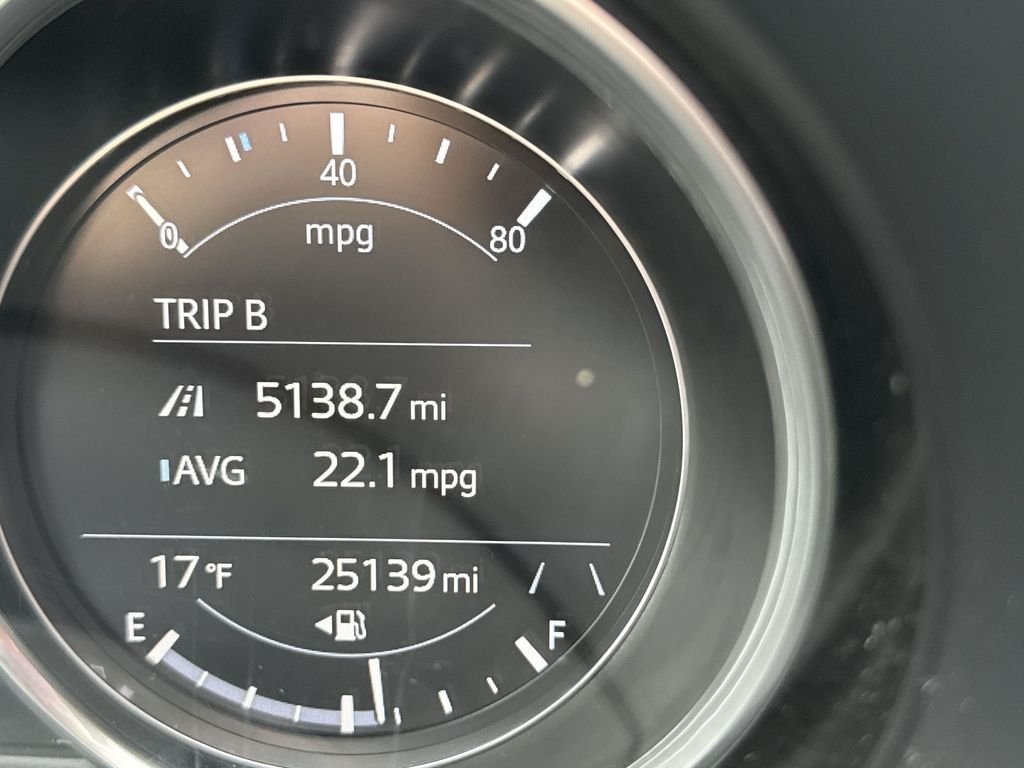 40
0 mpg 80
TRIP B
5138.7 mi
AVG 22.1 mpg
17°F 25139 mi
E F